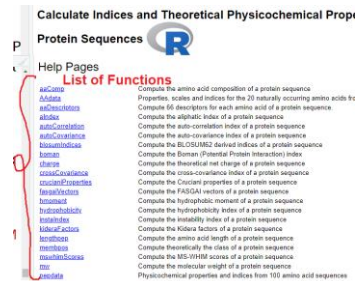 Calculate Indices and Theoretical Physicochemical Prope
Protein Sequences R
P
Help Pages
List of Functions
aaComp Compute the amino acid composition of a protein sequence
AAdata Properties, scales and indices for the 20 naturally occurring amino acids fro
aaDescriptors Compute 66 descriptors for each amino acid of a protein sequence
aIndex Compute the aliphatic index of a protein sequence
autoCorrelation Compute the auto-correlation index of a protein sequence
autoCovariance Compute the auto-covariance index of a protein sequence
blosumIndices Compute the BLOSUM62 derived indices of a protein sequence
boman Compute the Boman (Potential Protein Interaction) index
charge Compute the theoretical net charge of a protein sequence
crossCovariance Compute the cross-covariance index of a protein sequence
crucianiProperties Compute the Cruciani properties of a protein sequence
fasgaiVectors Compute the FASGAI vectors of a protein sequence
hmoment Compute the hydrophobic moment of a protein sequence
hydrophobicity Compute the hydrophobicity index of a protein sequence
instaIndex Compute the instability index of a protein sequence
kideraFactors Compute the Kidera factors of a protein sequence
lengthpep Compute the amino acid length of a protein sequence
membpos Compute theoretically the class of a protein sequence
mswhimScores Compute the MS-WHIM scores of a protein sequence
mw Compute the molecular weight of a protein sequence
pepdata Physicochemical properties and indices from 100 amino acid sequences